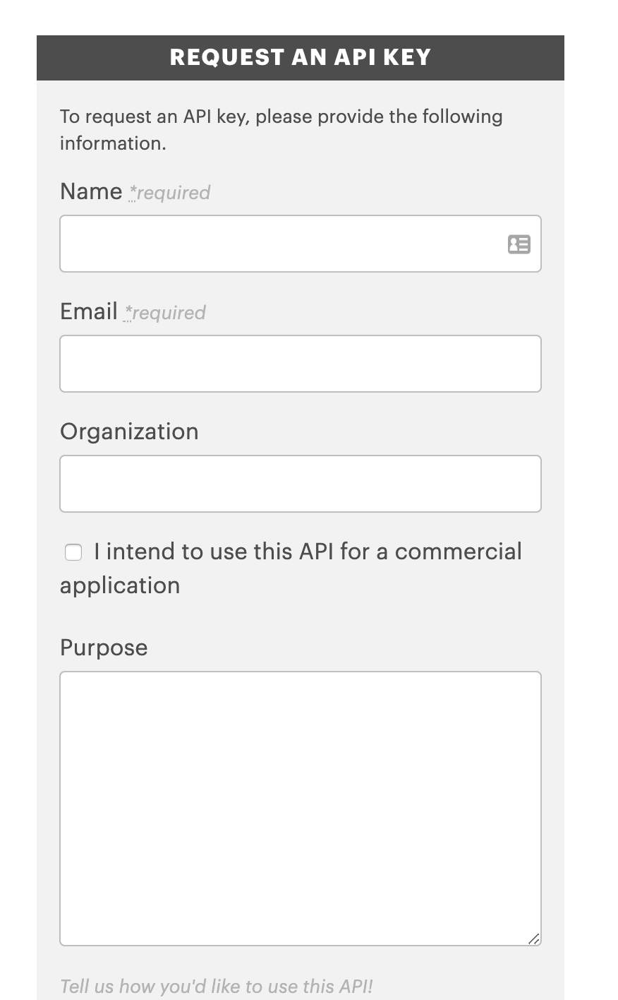 REQUEST AN API KEY
To request an API key, please provide the following
information.
Name *required
Email *required
Organization
I intend to use this API for a commercial
application
Purpose
Tell us how you'd like to use this API!